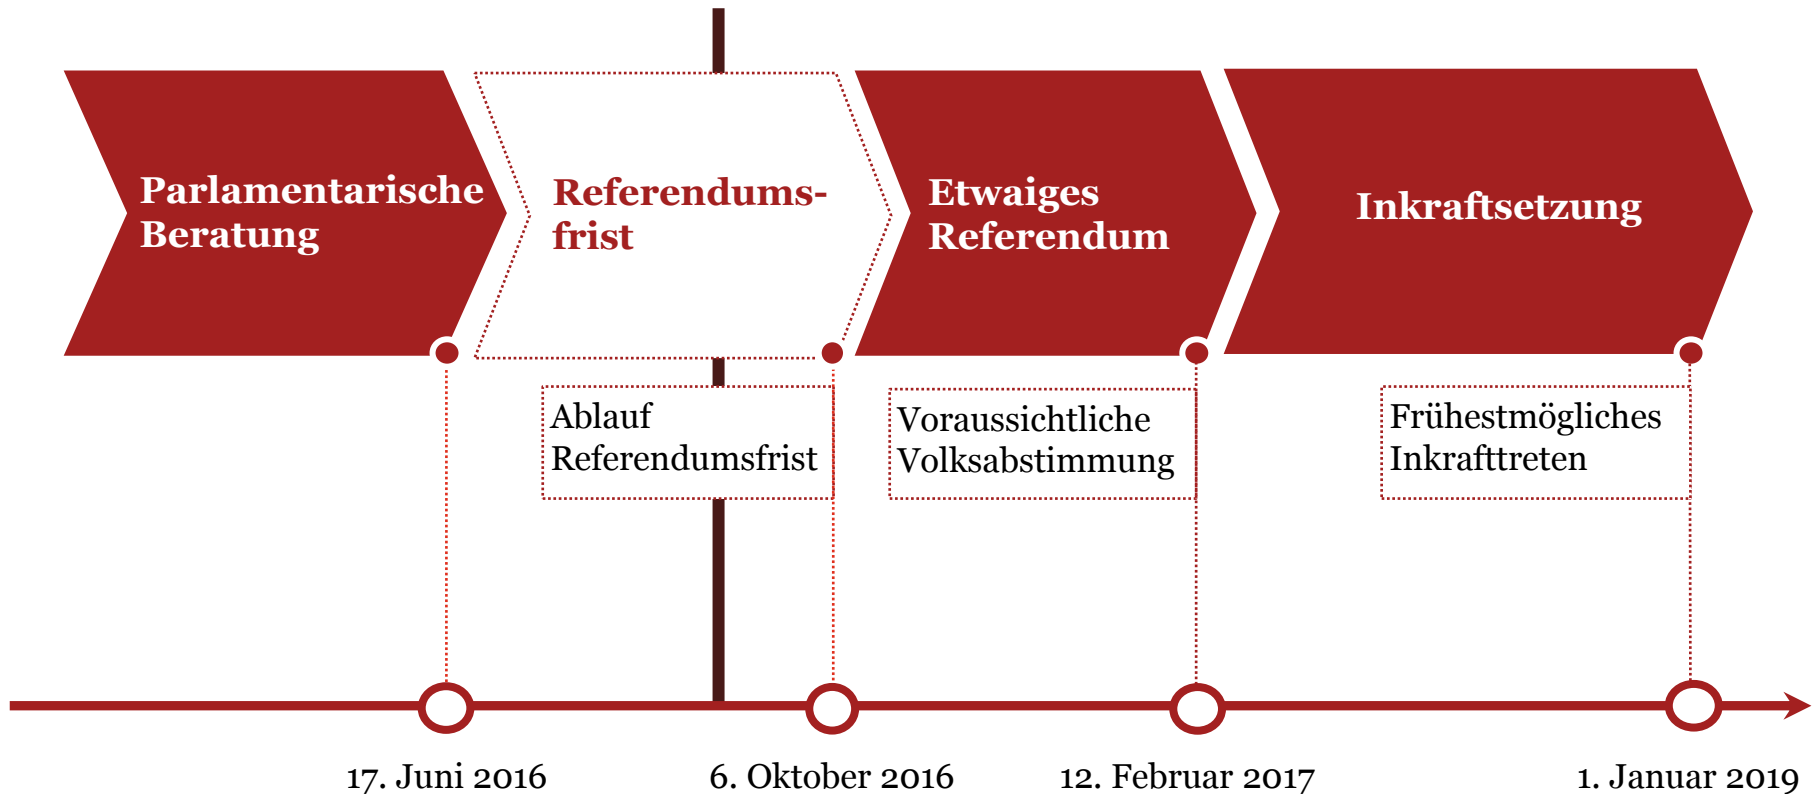 Parlamentarische
Beratung
Referendums-
frist
Etwaiges
Referendum
Inkraftsetzung
Ablauf
Referendumsfrist
Voraussichtliche
Volksabstimmung
Frühestmögliches
Inkrafttreten
17. Juni 2016
6. Oktober 2016
12. Februar 2017
1. Januar 2019